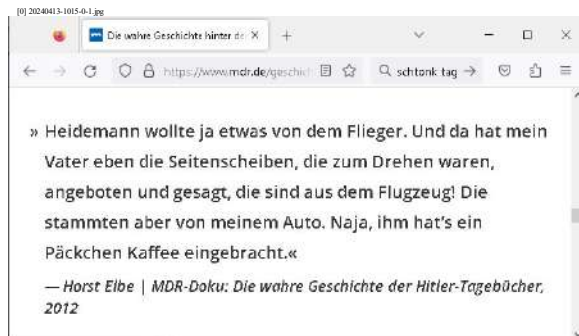 [0] 20240413-1015-0-1.jpg
Die wahre Geschichte hinter de
https://www.mdr.de/geschich
schtonk tag
» Heidemann wollte ja etwas von dem Flieger. Und da hat mein
Vater eben die Seitenscheiben, die zum Drehen waren,
angeboten und gesagt, die sind aus dem Flugzeug! Die
stammten aber von meinem Auto. Naja, ihm hat's ein
Päckchen Kaffee eingebracht.«
— Horst Elbe | MDR-Doku: Die wahre Geschichte der Hitler-Tagebücher,
2012